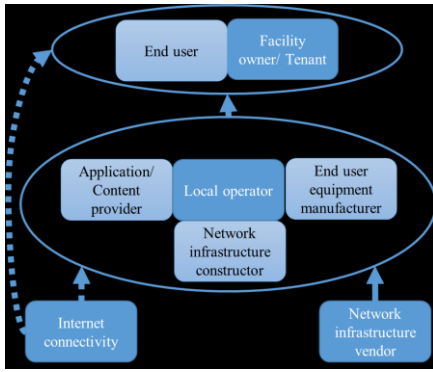 End user
Facility
owner/ Tenant
Application/
Content
provider
Local operator
End user
equipment
manufacturer
Network
infrastructure
constructor
Internet
connectivity
Network
infrastructure
vendor